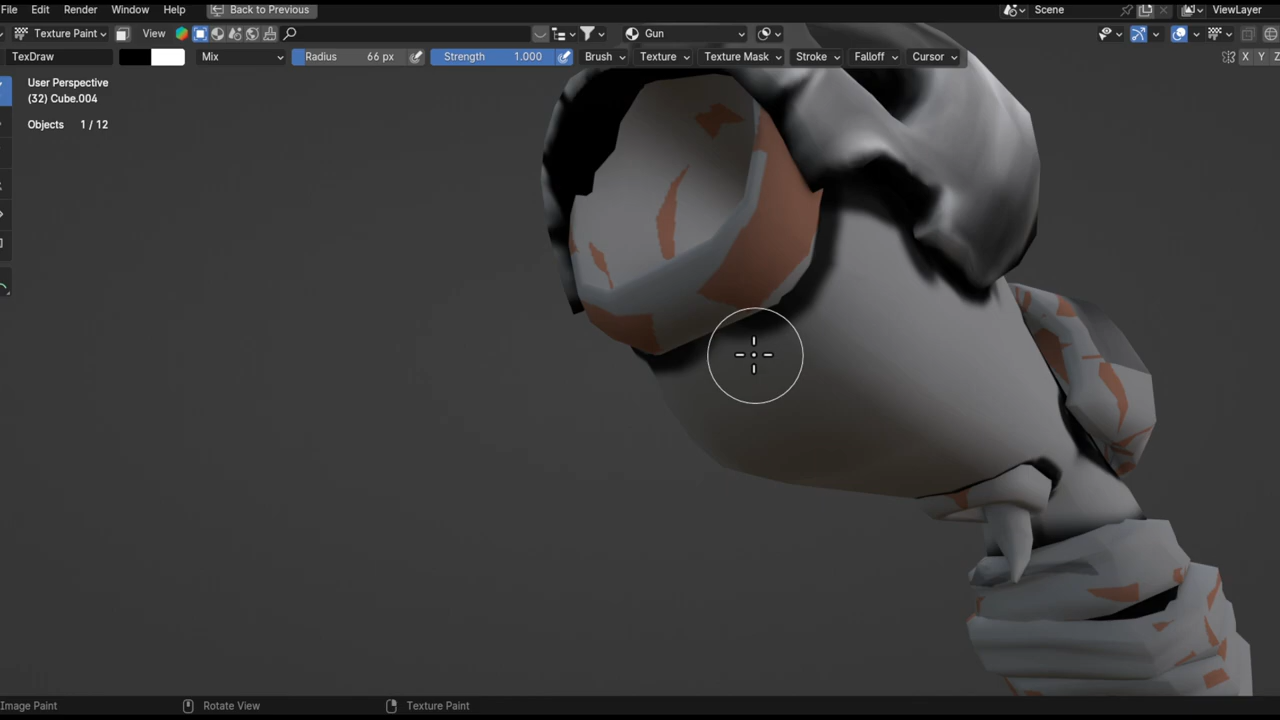 File Edit Render Window Help Back to Previous Scene ViewLayer
Texture Paint View Gun
TexDraw Mix Radius 66 px Strength 1.000 Brush Texture Texture Mask Stroke Falloff Cursor X Y Z
User Perspective
(32) Cube.004
Objects 1 / 12
Image Paint Rotate View Texture Paint